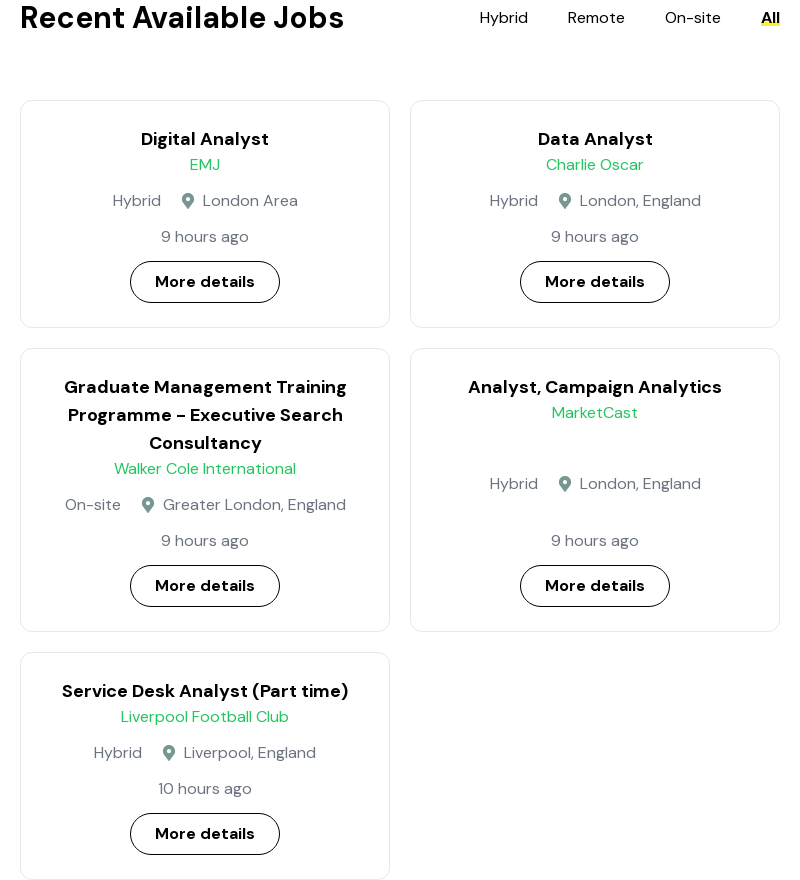 Recent Available Jobs
Hybrid Remote On-site All
Digital Analyst
EMJ
Hybrid London Area
9 hours ago
More details
Data Analyst
Charlie Oscar
Hybrid London, England
9 hours ago
More details
Graduate Management Training
Programme - Executive Search
Consultancy
Walker Cole International
On-site Greater London, England
9 hours ago
More details
Analyst, Campaign Analytics
MarketCast
Hybrid London, England
9 hours ago
More details
Service Desk Analyst (Part time)
Liverpool Football Club
Hybrid Liverpool, England
10 hours ago
More details